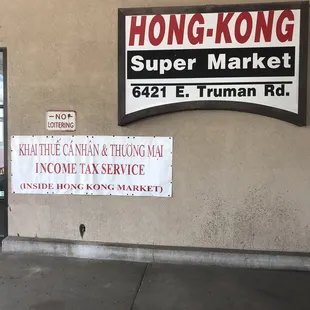 HONG-KONG
Super Market
6421 E. Truman Rd.
NO
LOITERING
KHAI THUẾ CÁ NHÂN & THƯƠNG MẠI
INCOME TAX SERVICE
(INSIDE HONG KONG MARKET)